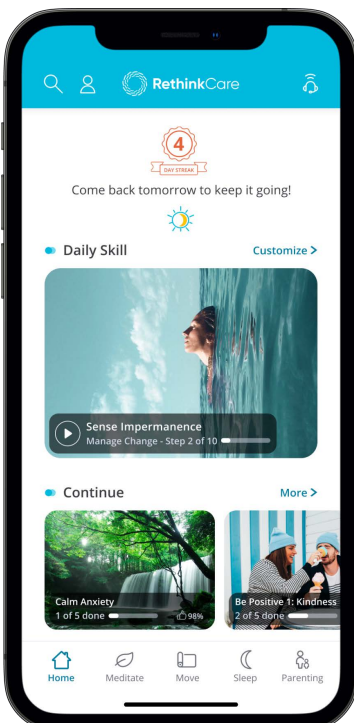 RethinkCare
4
DAY STREAK
Come back tomorrow to keep it going!
Daily Skill
Customize >
Sense Impermanence
Manage Change - Step 2 of 10
Continue
More >
Calm Anxiety
1 of 5 done
98%
Be Positive 1: Kindness
2 of 5 done
Home
Meditate
Move
Sleep
Parenting